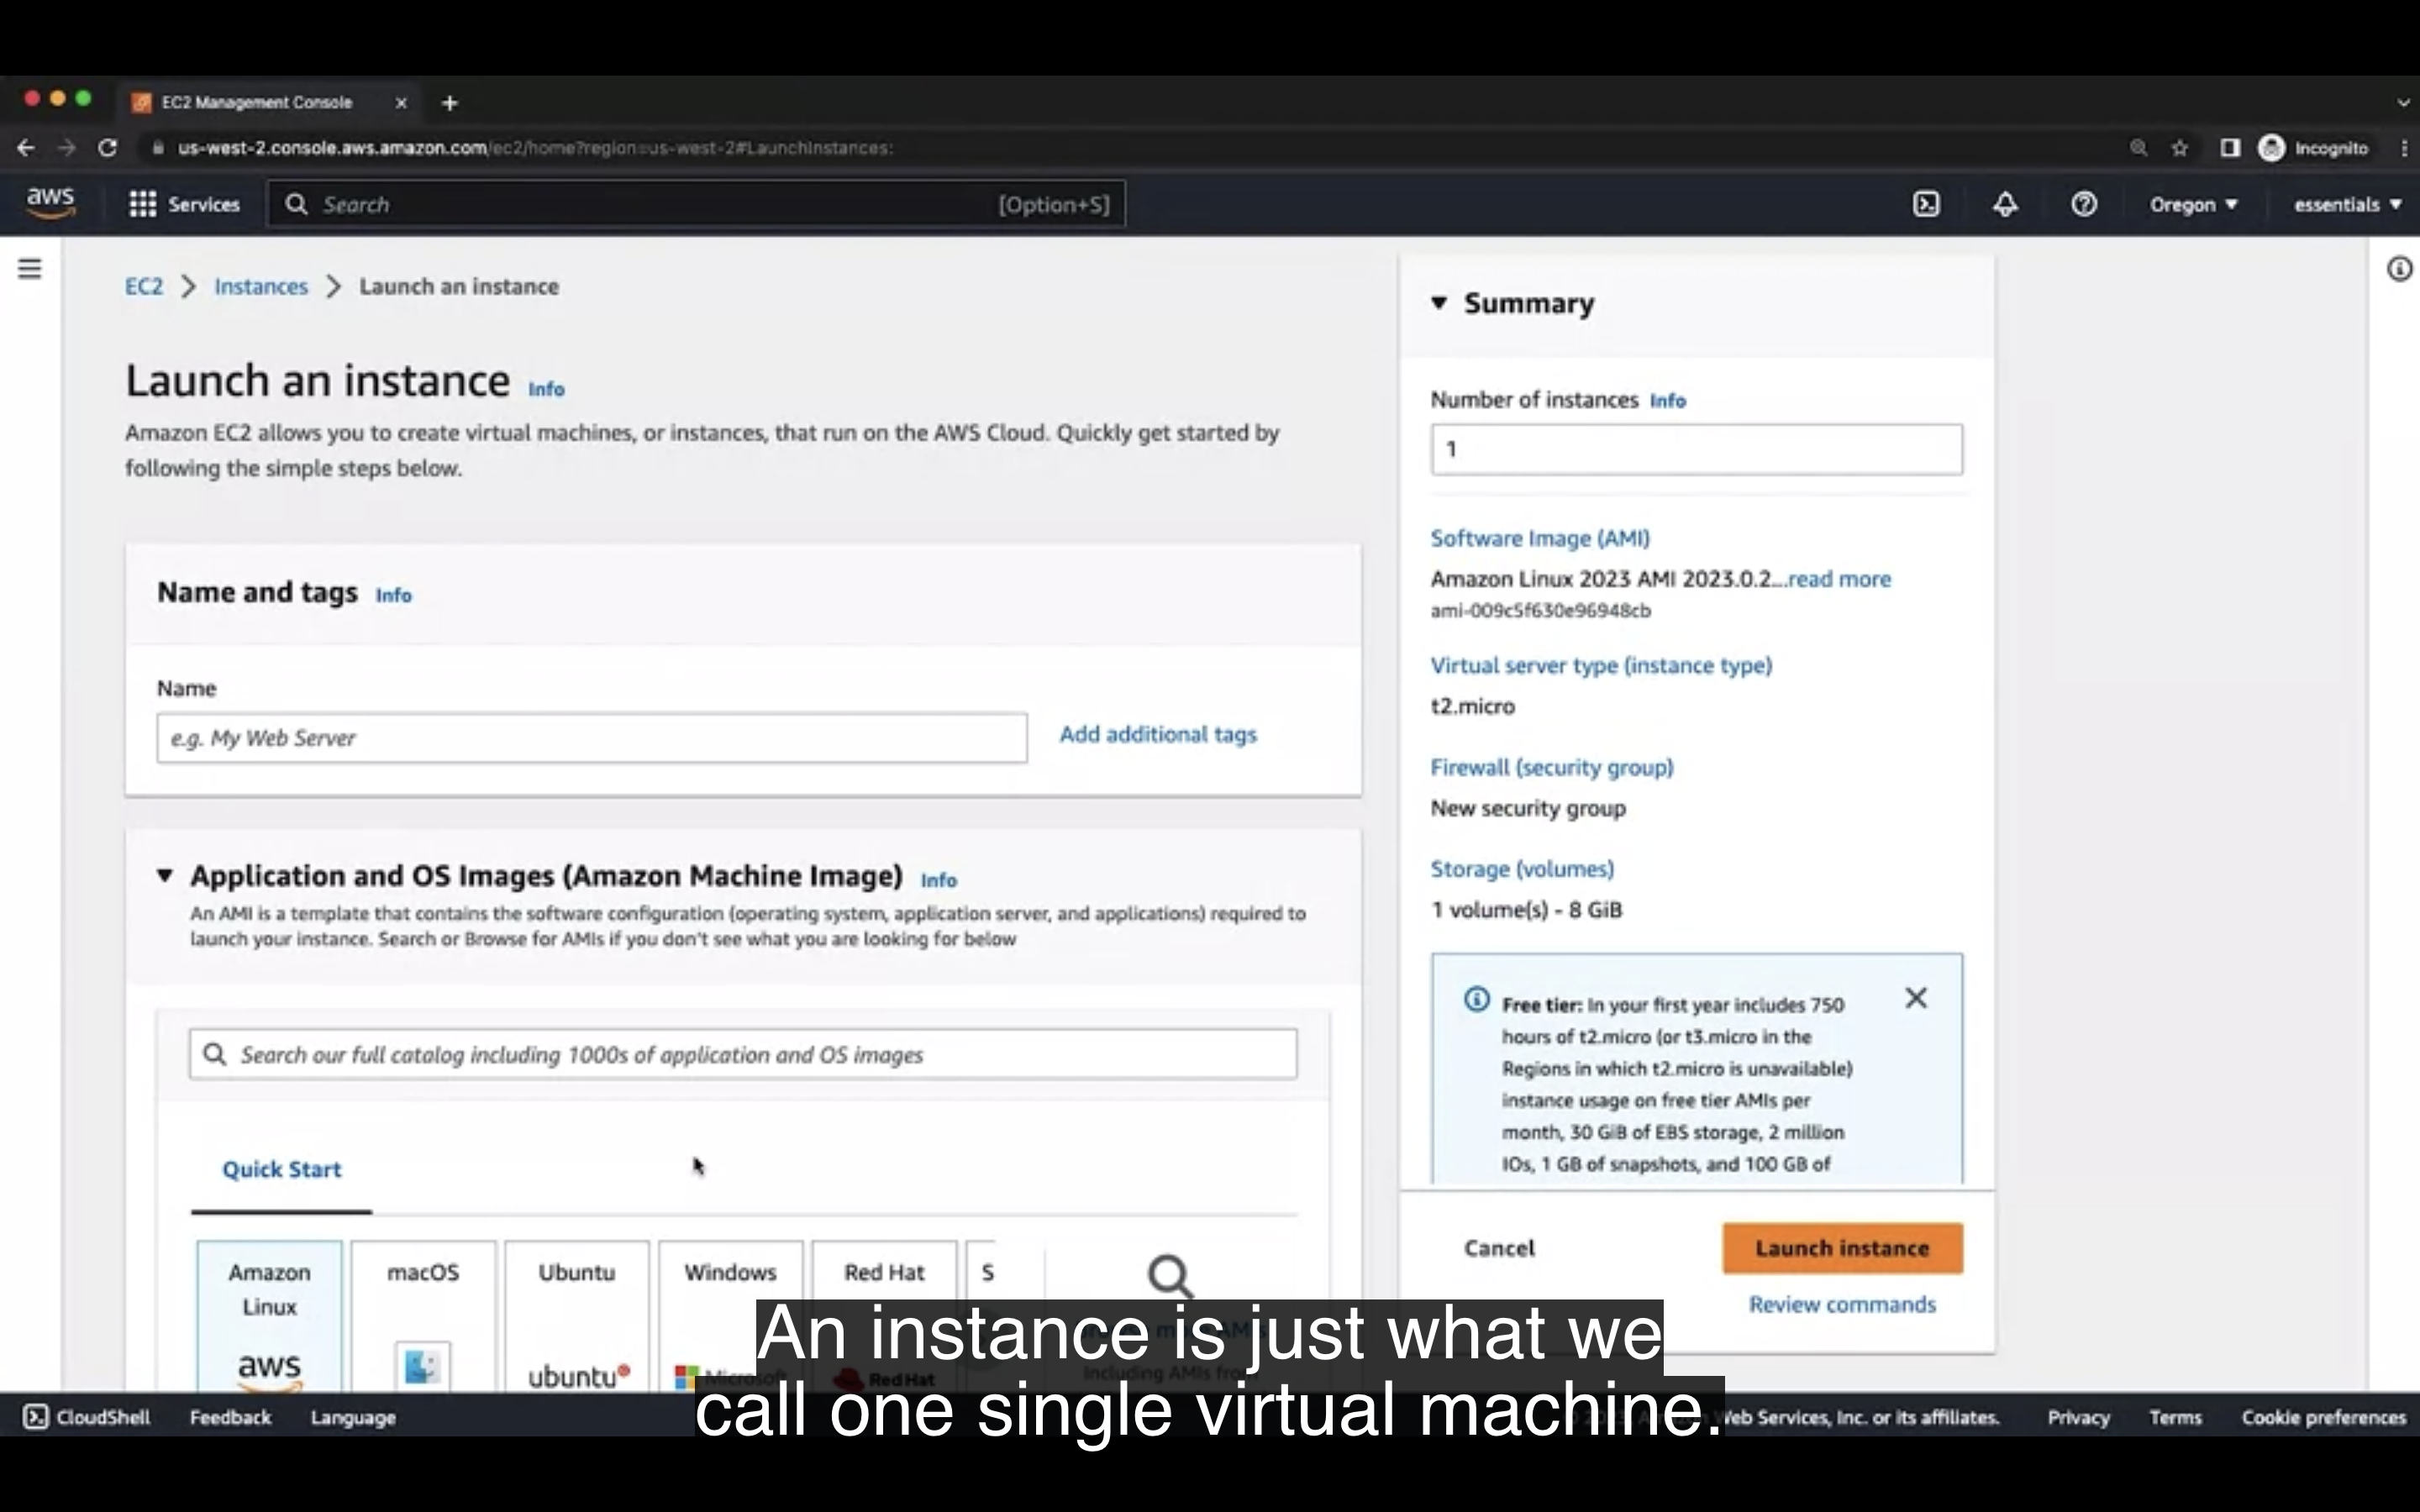 EC2 Management Console
us-west-2.console.aws.amazon.com/ec2/home?region=us-west-2#LaunchInstances:
Incognito
aws
Services
Search
[Option+S]
Oregon
essentials
EC2 > Instances > Launch an instance
Launch an instance Info
Amazon EC2 allows you to create virtual machines, or instances, that run on the AWS Cloud. Quickly get started by
following the simple steps below.
Name and tags Info
Name
e.g. My Web Server
Add additional tags
Application and OS Images (Amazon Machine Image) Info
An AMI is a template that contains the software configuration (operating system, application server, and applications) required to
launch your instance. Search or Browse for AMIs if you don't see what you are looking for below
Search our full catalog including 1000s of application and OS images
Quick Start
Amazon
Linux
aws
macOS
Ubuntu
ubuntu
Windows
Microsoft
Red Hat
Red Hat
S
Including AMIs from
Summary
Number of instances Info
1
Software Image (AMI)
Amazon Linux 2023 AMI 2023.0.2...read more
ami-009c5f630e96948cb
Virtual server type (instance type)
t2.micro
Firewall (security group)
New security group
Storage (volumes)
1 volume(s) - 8 GiB
Free tier: In your first year includes 750
hours of t2.micro (or t3.micro in the
Regions in which t2.micro is unavailable)
instance usage on free tier AMIs per
month, 30 GiB of EBS storage, 2 million
IOs, 1 GB of snapshots, and 100 GB of
Cancel
Launch instance
Review commands
An instance is just what we
call one single virtual machine.
CloudShell
Feedback
Language
Web Services, Inc. or its affiliates.
Privacy
Terms
Cookie preferences